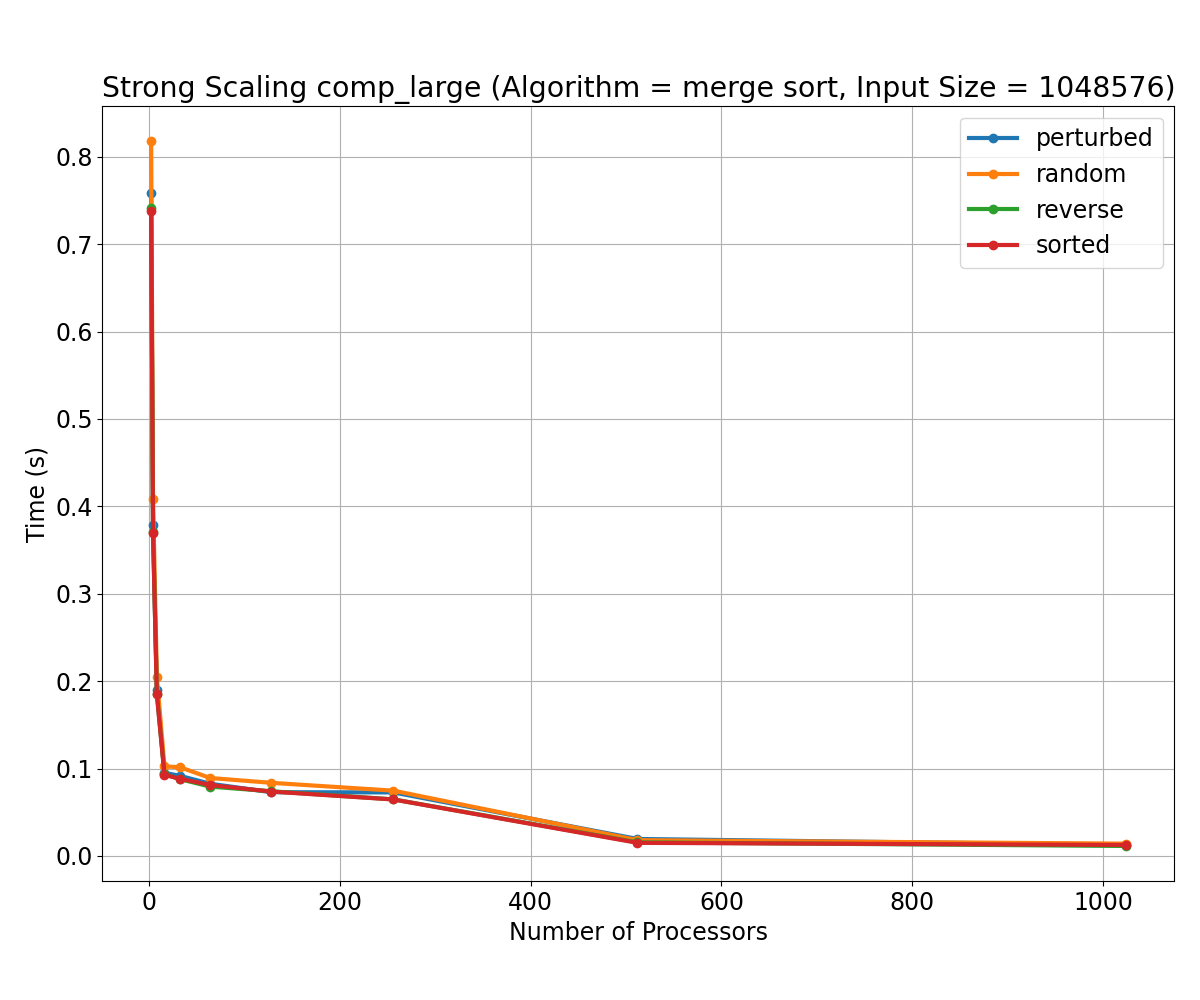 Strong Scaling comp_large (Algorithm = merge sort, Input Size = 1048576)
perturbed
random
reverse
sorted
Time (s)
0.8
0.7
0.6
0.5
0.4
0.3
0.2
0.1
0.0
0 200 400 600 800 1000
Number of Processors